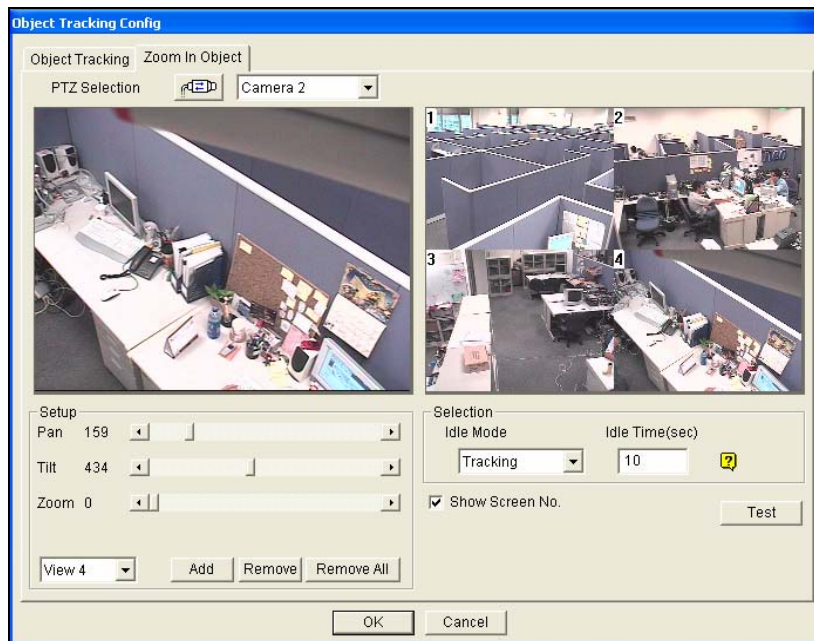 Object Tracking Config
Object Tracking
Zoom In Object
PTZ Selection
Camera 2
1
2
3
4
Setup
Pan 159
Tilt 434
Zoom 0
View 4
Add
Remove
Remove All
Selection
Idle Mode
Idle Time(sec)
Tracking
10
?
Show Screen No.
Test
OK
Cancel